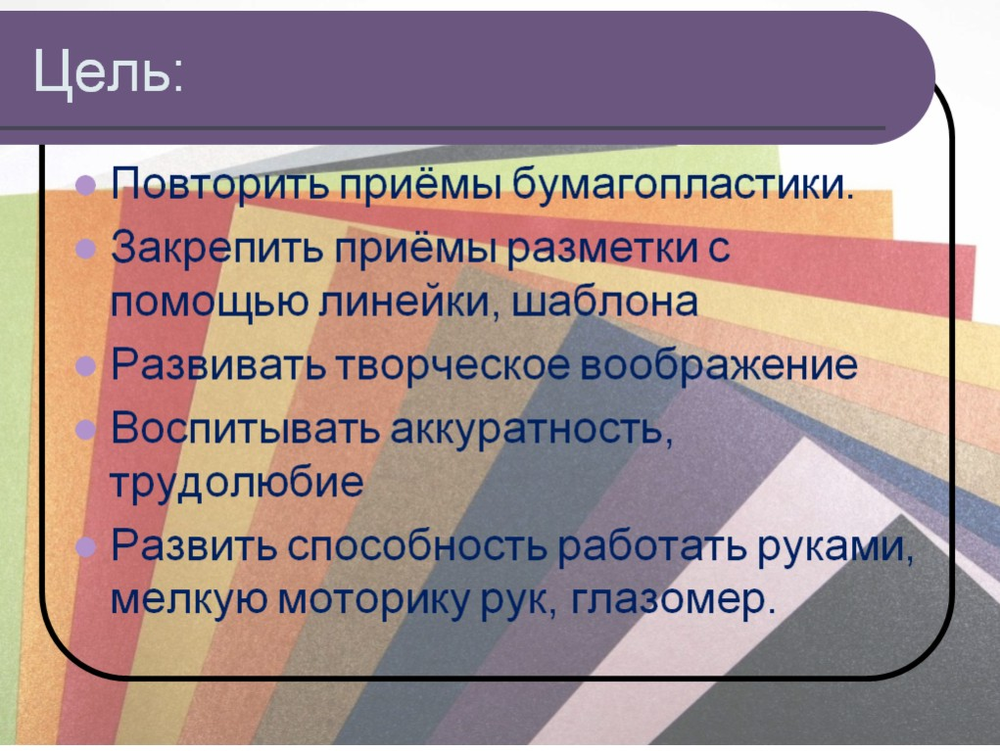 Цель:
Повторить приёмы бумагопластики.
Закрепить приёмы разметки с
помощью линейки, шаблона
Развивать творческое воображение
Воспитывать аккуратность,
трудолюбие
Развить способность работать руками,
мелкую моторику рук, глазомер.